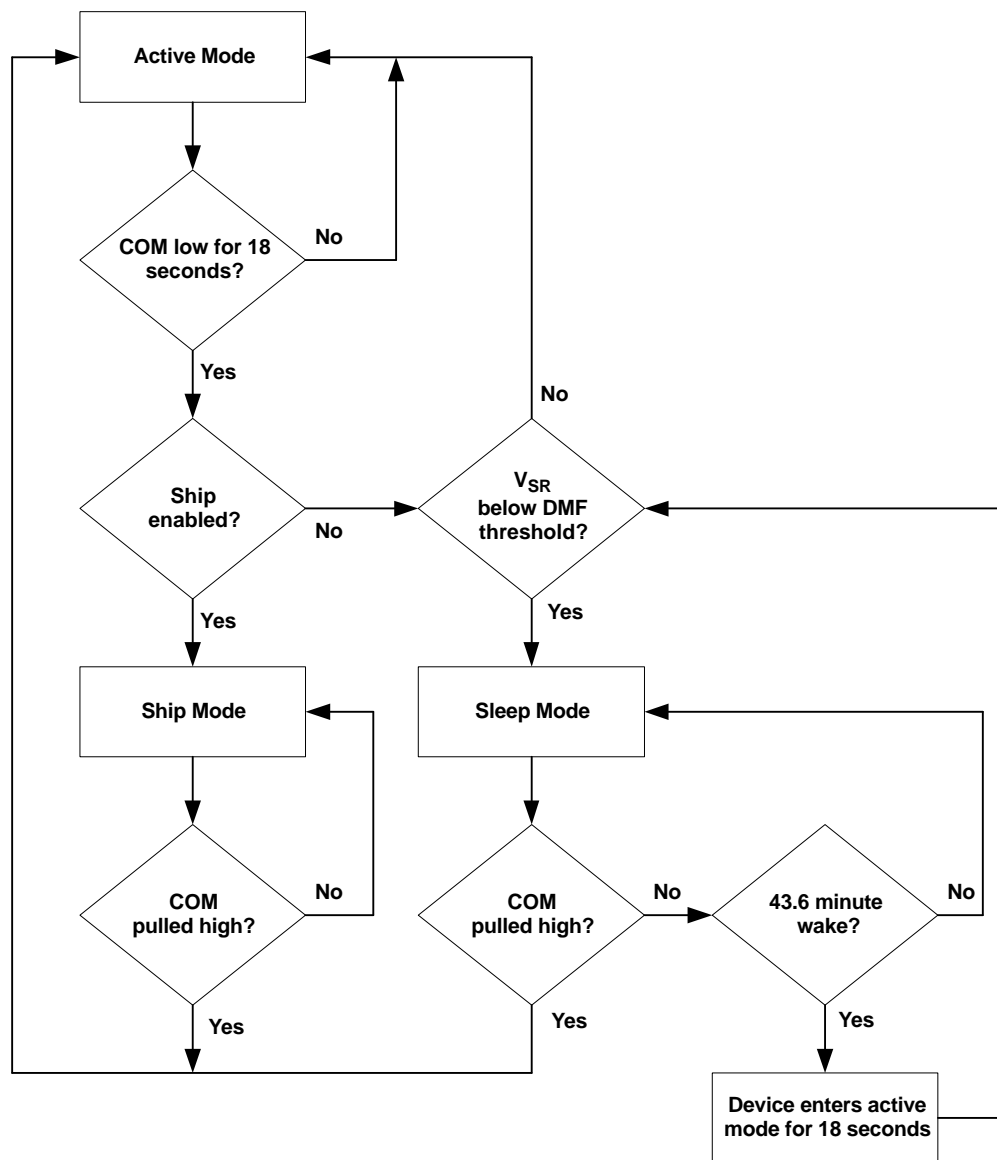 Active Mode
COM low for 18
seconds?
No
Yes
No
Ship
enabled?
No
V_SR
below DMF
threshold?
Yes
Yes
Ship Mode
Sleep Mode
COM
pulled high?
No
COM
pulled high?
No
43.6 minute
wake?
No
Yes
Yes
Yes
Device enters active
mode for 18 seconds